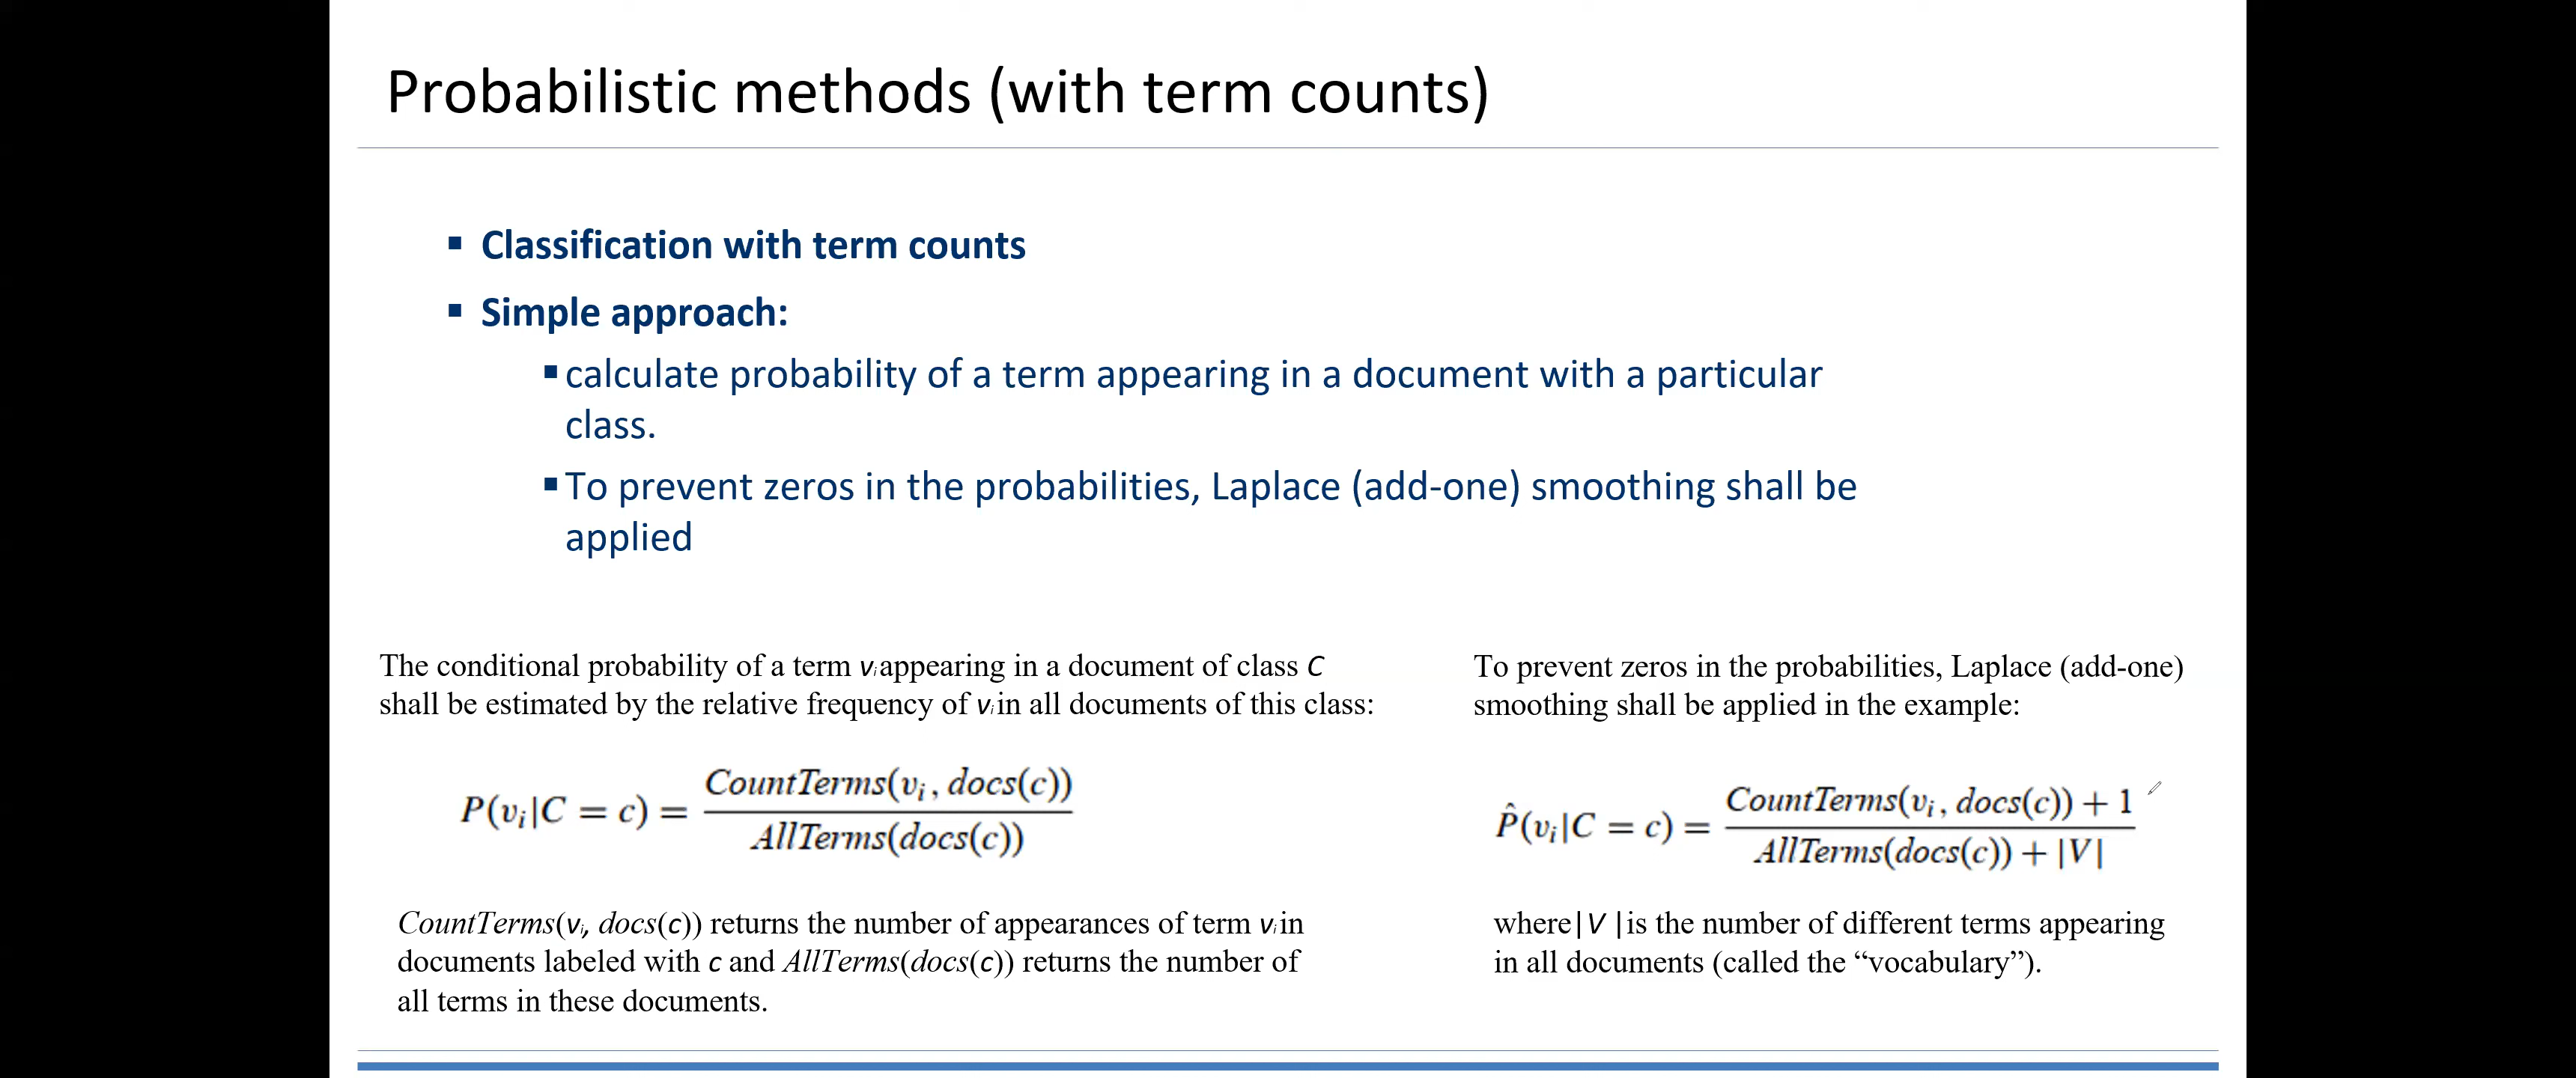 Probabilistic methods (with term counts)
▪ Classification with term counts
▪ Simple approach:
▪ calculate probability of a term appearing in a document with a particular
class.
▪ To prevent zeros in the probabilities, Laplace (add-one) smoothing shall be
applied
The conditional probability of a term vᵢ appearing in a document of class C
shall be estimated by the relative frequency of vᵢ in all documents of this class:
P(vᵢ|C = c) = CountTerms(vᵢ, docs(c)) / AllTerms(docs(c))
CountTerms(vᵢ, docs(c)) returns the number of appearances of term vᵢ in
documents labeled with c and AllTerms(docs(c)) returns the number of
all terms in these documents.
To prevent zeros in the probabilities, Laplace (add-one)
smoothing shall be applied in the example:
P̂(vᵢ|C = c) = (CountTerms(vᵢ, docs(c)) + 1) / (AllTerms(docs(c)) + |V|)
where |V| is the number of different terms appearing
in all documents (called the “vocabulary”).